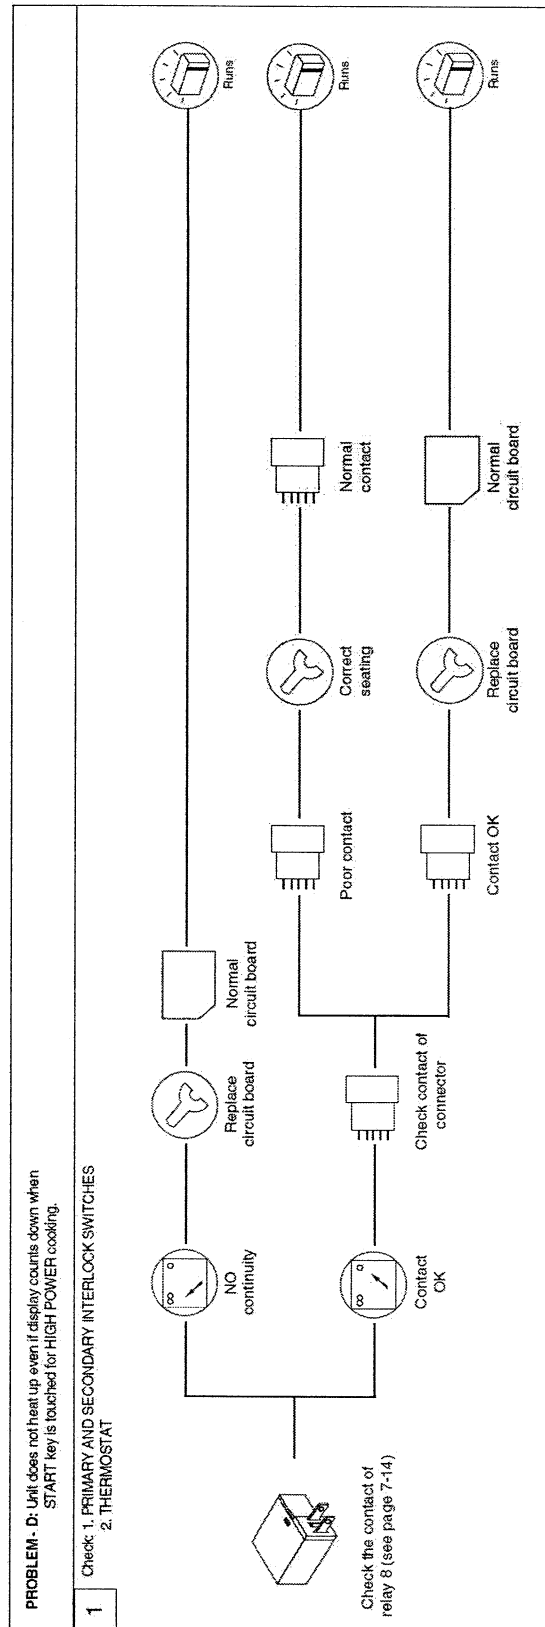 PROBLEM - D: Unit does not heat up even if display counts down when
START key is touched for HIGH POWER cooking.
1
Check: 1. PRIMARY AND SECONDARY INTERLOCK SWITCHES
2. THERMOSTAT
Check the contact of
relay 8 (see page 7-14)
NO
continuity
Replace
circuit board
Normal
circuit board
Runs
Contact
OK
Check contact of
connector
Poor contact
Correct
seating
Normal
contact
Runs
Contact OK
Replace
circuit board
Normal
circuit board
Runs